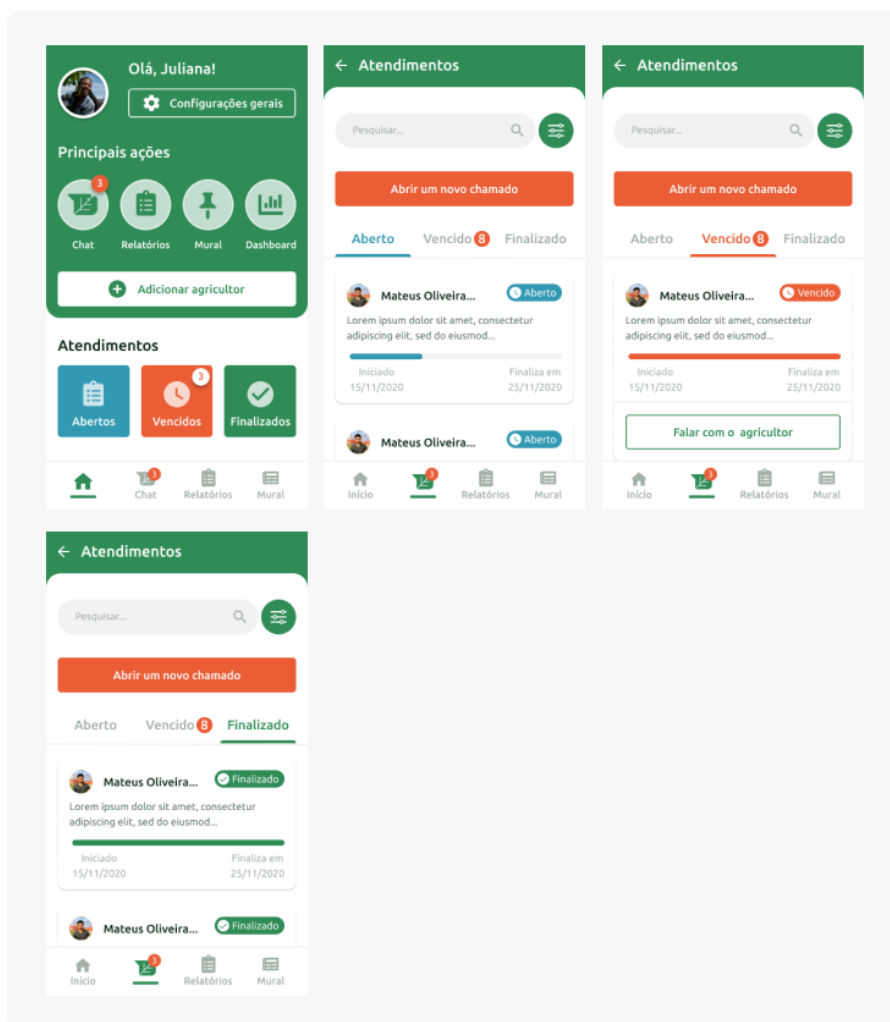 Olá, Juliana!
Configurações gerais
Principais ações
3
Chat Relatórios Mural Dashboard
Adicionar agricultor
Atendimentos
3
Abertos Vencidos Finalizados
3
Chat Relatórios Mural
Atendimentos
Pesquisar...
Abrir um novo chamado
Aberto Vencido 8 Finalizado
Mateus Oliveira... Aberto
Lorem ipsum dolor sit amet, consectetur
adipiscing elit, sed do eiusmod...
Iniciado Finaliza em
15/11/2020 25/11/2020
Mateus Oliveira... Aberto
3
Início Relatórios Mural
Atendimentos
Pesquisar...
Abrir um novo chamado
Aberto Vencido 8 Finalizado
Mateus Oliveira... Vencido
Lorem ipsum dolor sit amet, consectetur
adipiscing elit, sed do eiusmod...
Iniciado Finaliza em
15/11/2020 25/11/2020
Falar com o agricultor
3
Início Relatórios Mural
Atendimentos
Pesquisar...
Abrir um novo chamado
Aberto Vencido 8 Finalizado
Mateus Oliveira... Finalizado
Lorem ipsum dolor sit amet, consectetur
adipiscing elit, sed do eiusmod...
Iniciado Finaliza em
15/11/2020 25/11/2020
Mateus Oliveira... Finalizado
3
Início Relatórios Mural